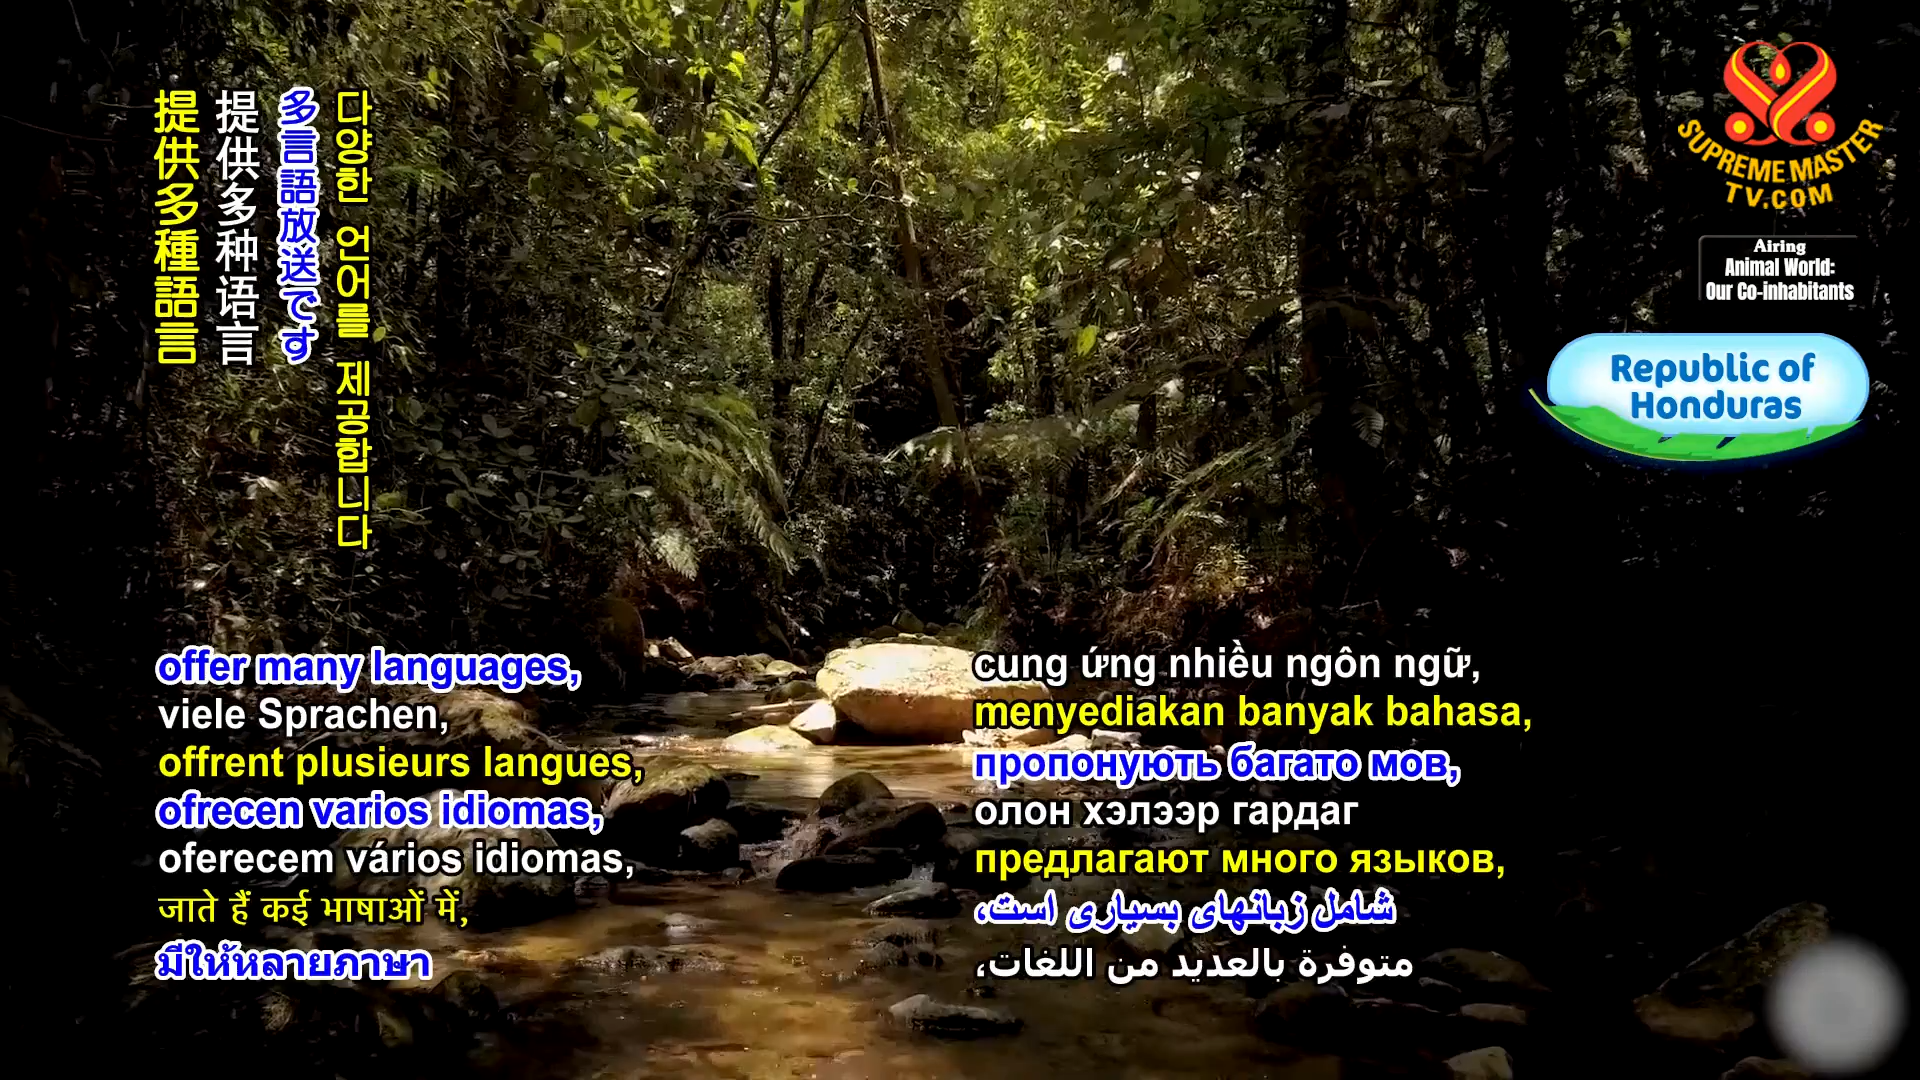 提供多種語言
提供多种语言
多言語放送です
다양한 언어를 제공합니다
SUPREME MASTER
TV.COM
Airing
Animal World:
Our Co-inhabitants
Republic of
Honduras
offer many languages,
viele Sprachen,
offrent plusieurs langues,
ofrecen varios idiomas,
oferecem vários idiomas,
जाते हैं कई भाषाओं में,
มีให้หลายภาษา
cung ứng nhiều ngôn ngữ,
menyediakan banyak bahasa,
пропонують багато мов,
олон хэлээр гардаг
предлагают много языков,
شامل زبانهای بسیاری است،
متوفرة بالعديد من اللغات،